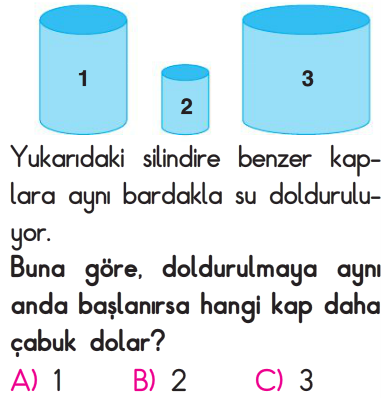 1
2
3
Yukarıdaki silindire benzer kap-
lara aynı bardakla su doldurulu-
yor.
Buna göre, doldurulmaya aynı
anda başlanırsa hangi kap daha
çabuk dolar?
A) 1 B) 2 C) 3